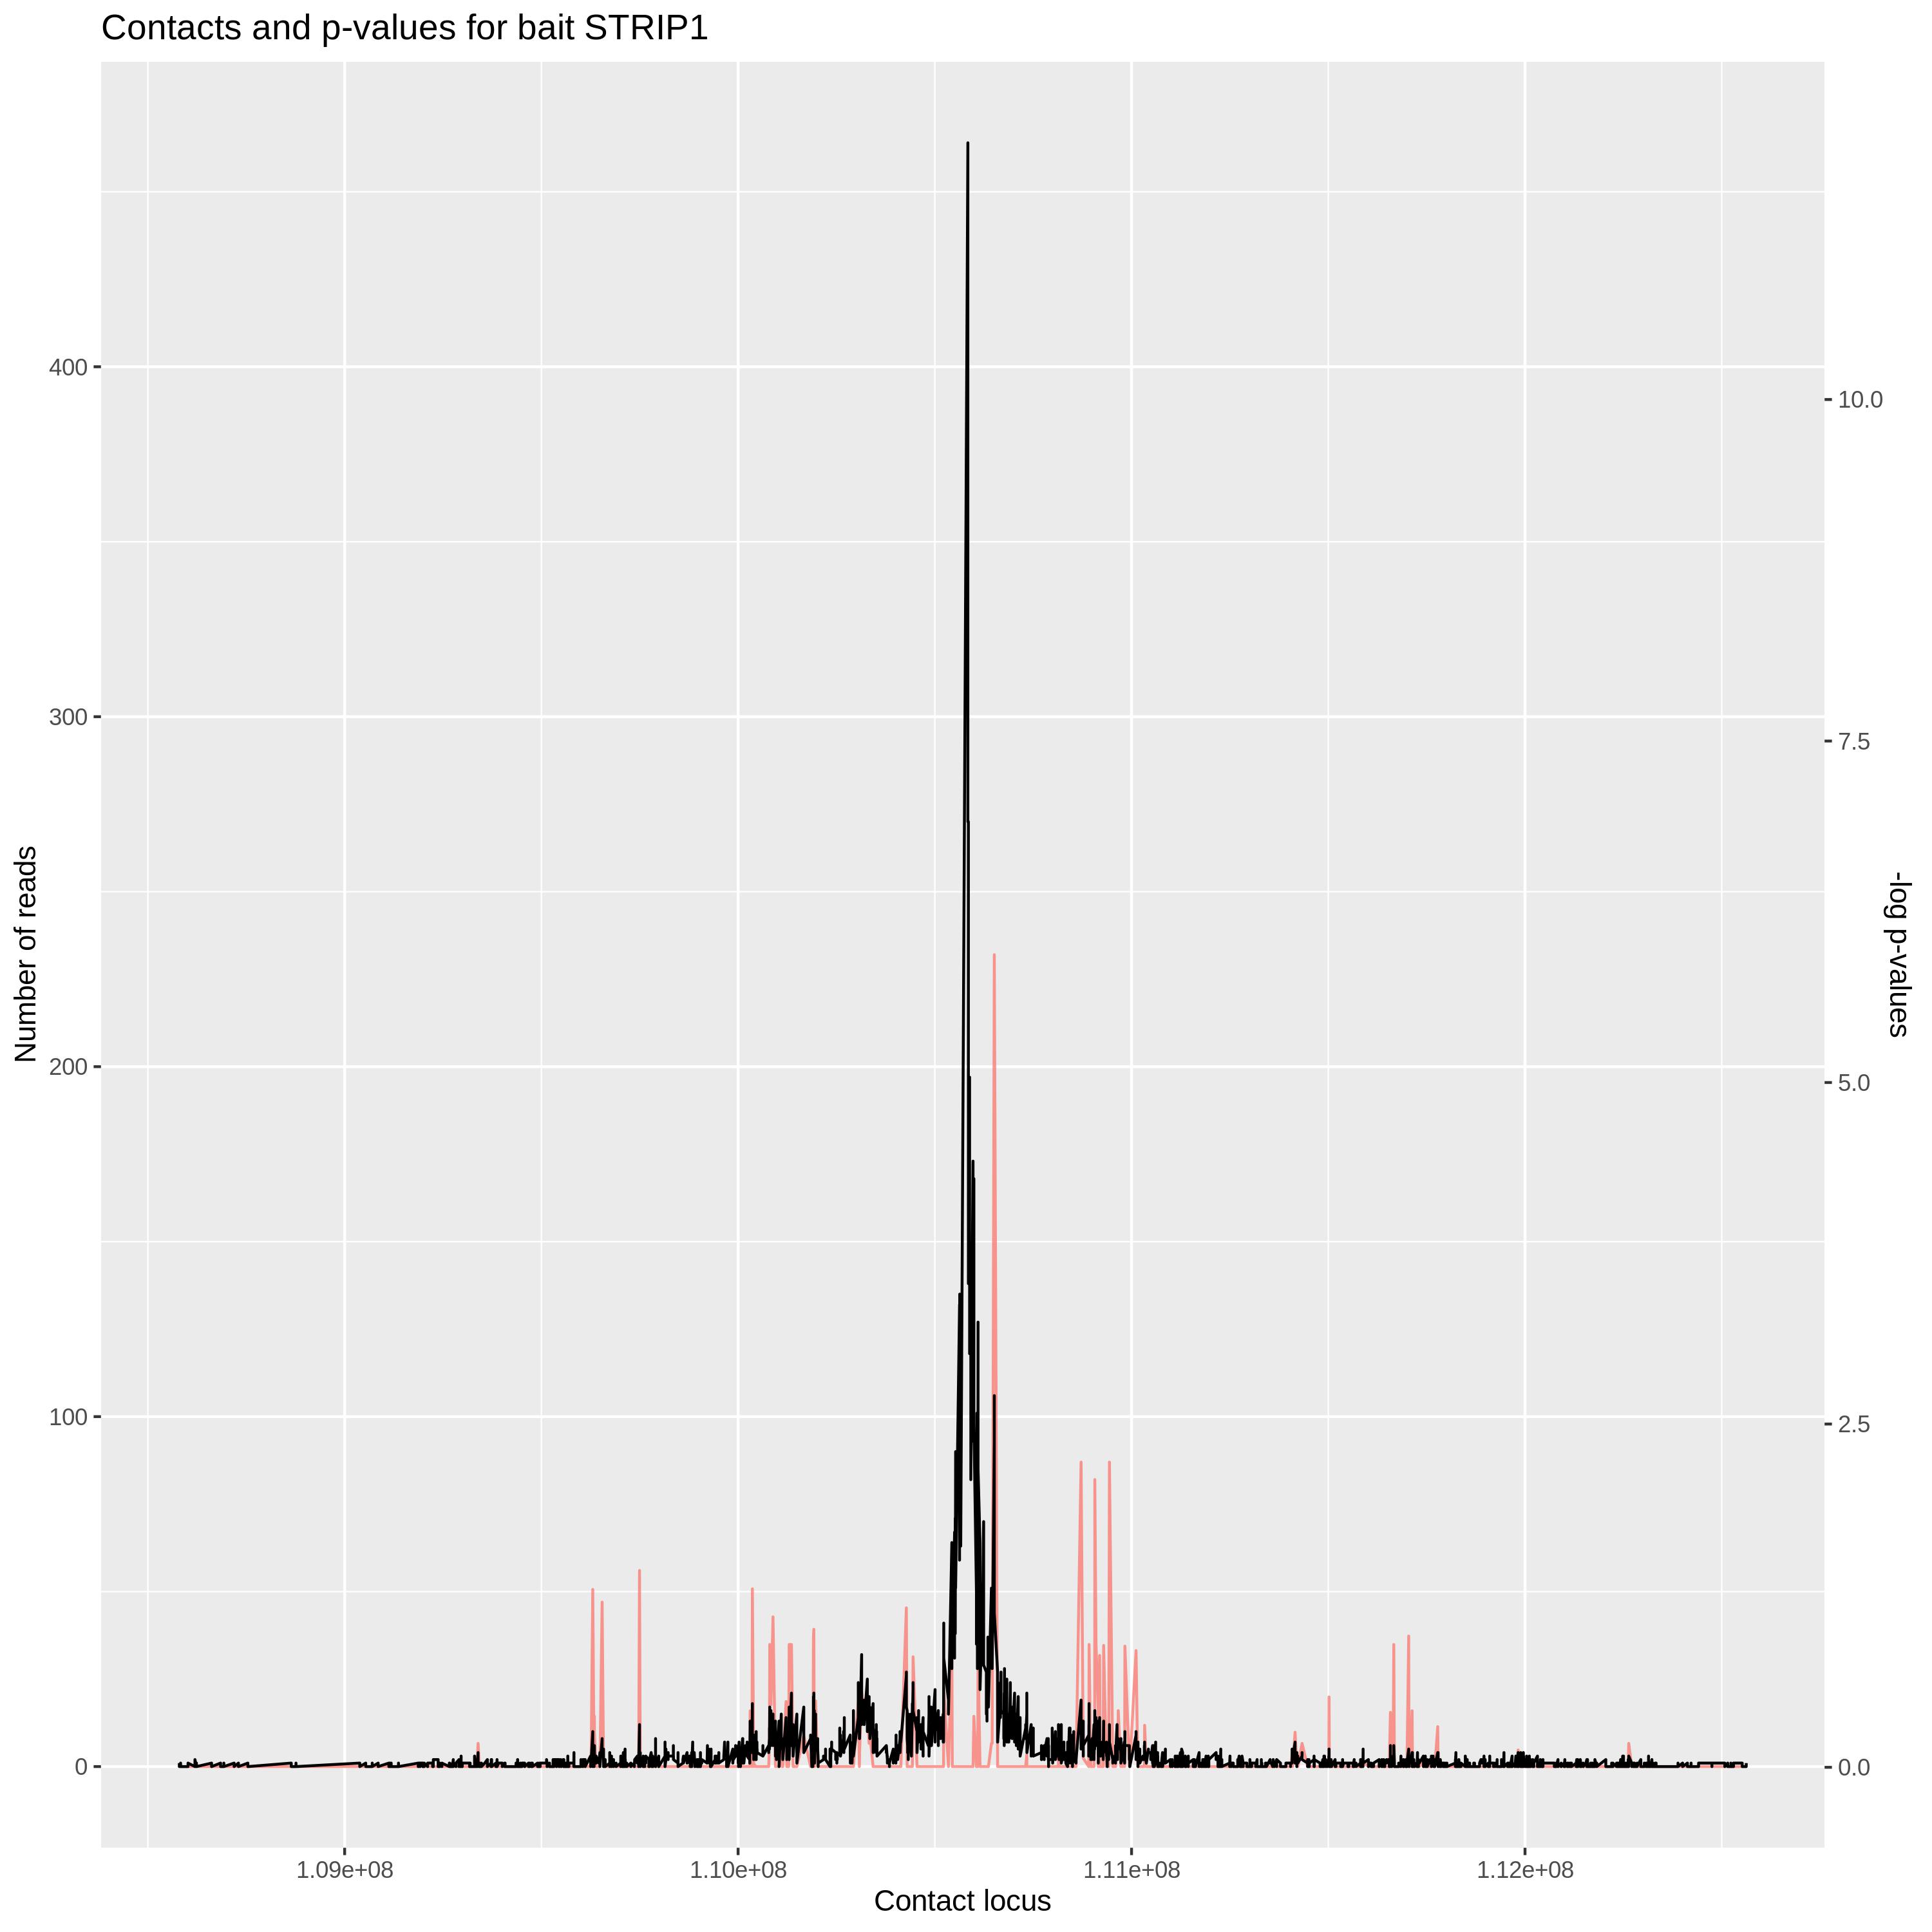 Contacts and p-values for bait STRIP1
Number of reads
400
300
200
100
0
10.0
7.5
5.0
2.5
0.0
-log p-values
1.09e+08 1.10e+08 1.11e+08 1.12e+08
Contact locus